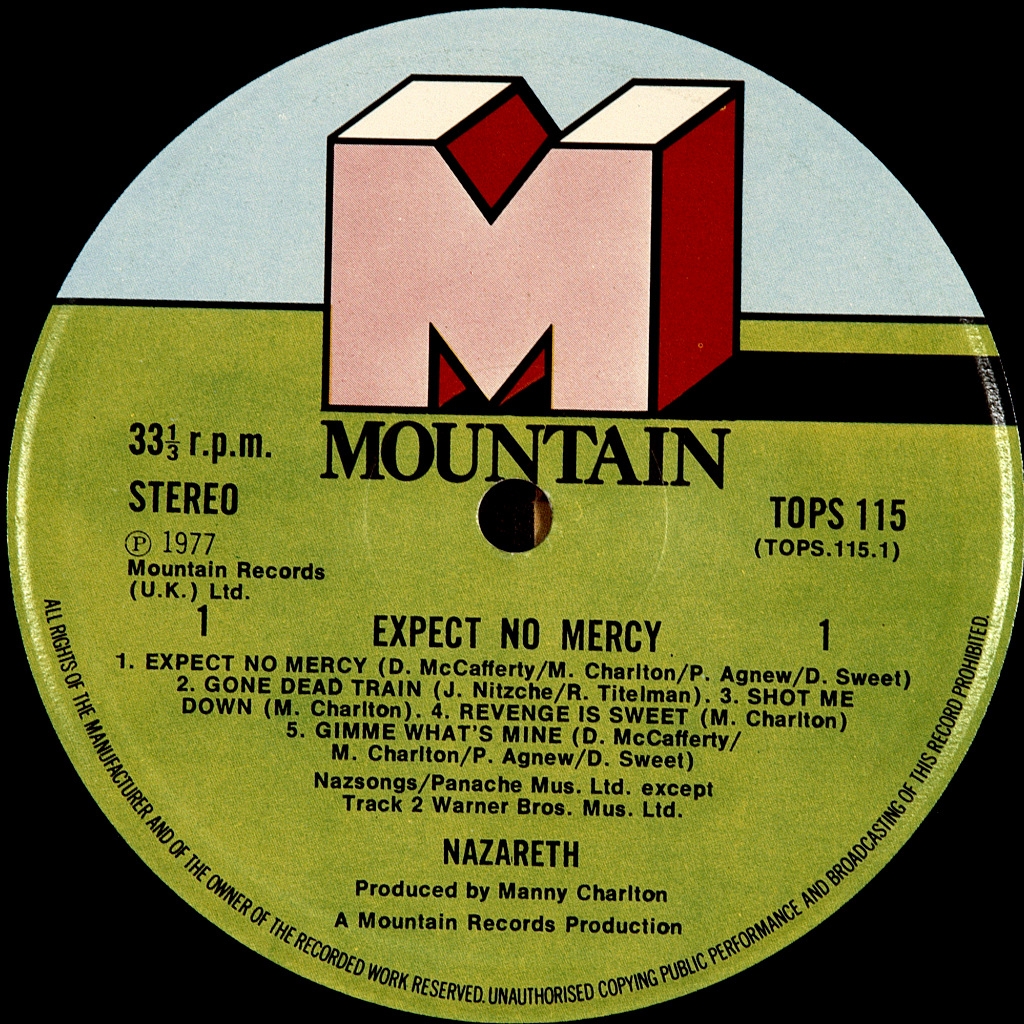 M
MOUNTAIN
33⅓ r.p.m.
STEREO
Ⓟ 1977
Mountain Records
(U.K.) Ltd.
TOPS 115
(TOPS.115.1)
1 EXPECT NO MERCY 1
1. EXPECT NO MERCY (D. McCafferty/M. Charlton/P. Agnew/D. Sweet)
2. GONE DEAD TRAIN (J. Nitzche/R. Titelman). 3. SHOT ME
DOWN (M. Charlton). 4. REVENGE IS SWEET (M. Charlton)
5. GIMME WHAT'S MINE (D. McCafferty/
M. Charlton/P. Agnew/D. Sweet)
Nazsongs/Panache Mus. Ltd. except
Track 2 Warner Bros. Mus. Ltd.
NAZARETH
Produced by Manny Charlton
A Mountain Records Production
ALL RIGHTS OF THE MANUFACTURER AND OF THE OWNER OF THE RECORDED WORK RESERVED. UNAUTHORISED COPYING PUBLIC PERFORMANCE AND BROADCASTING OF THIS RECORD PROHIBITED.